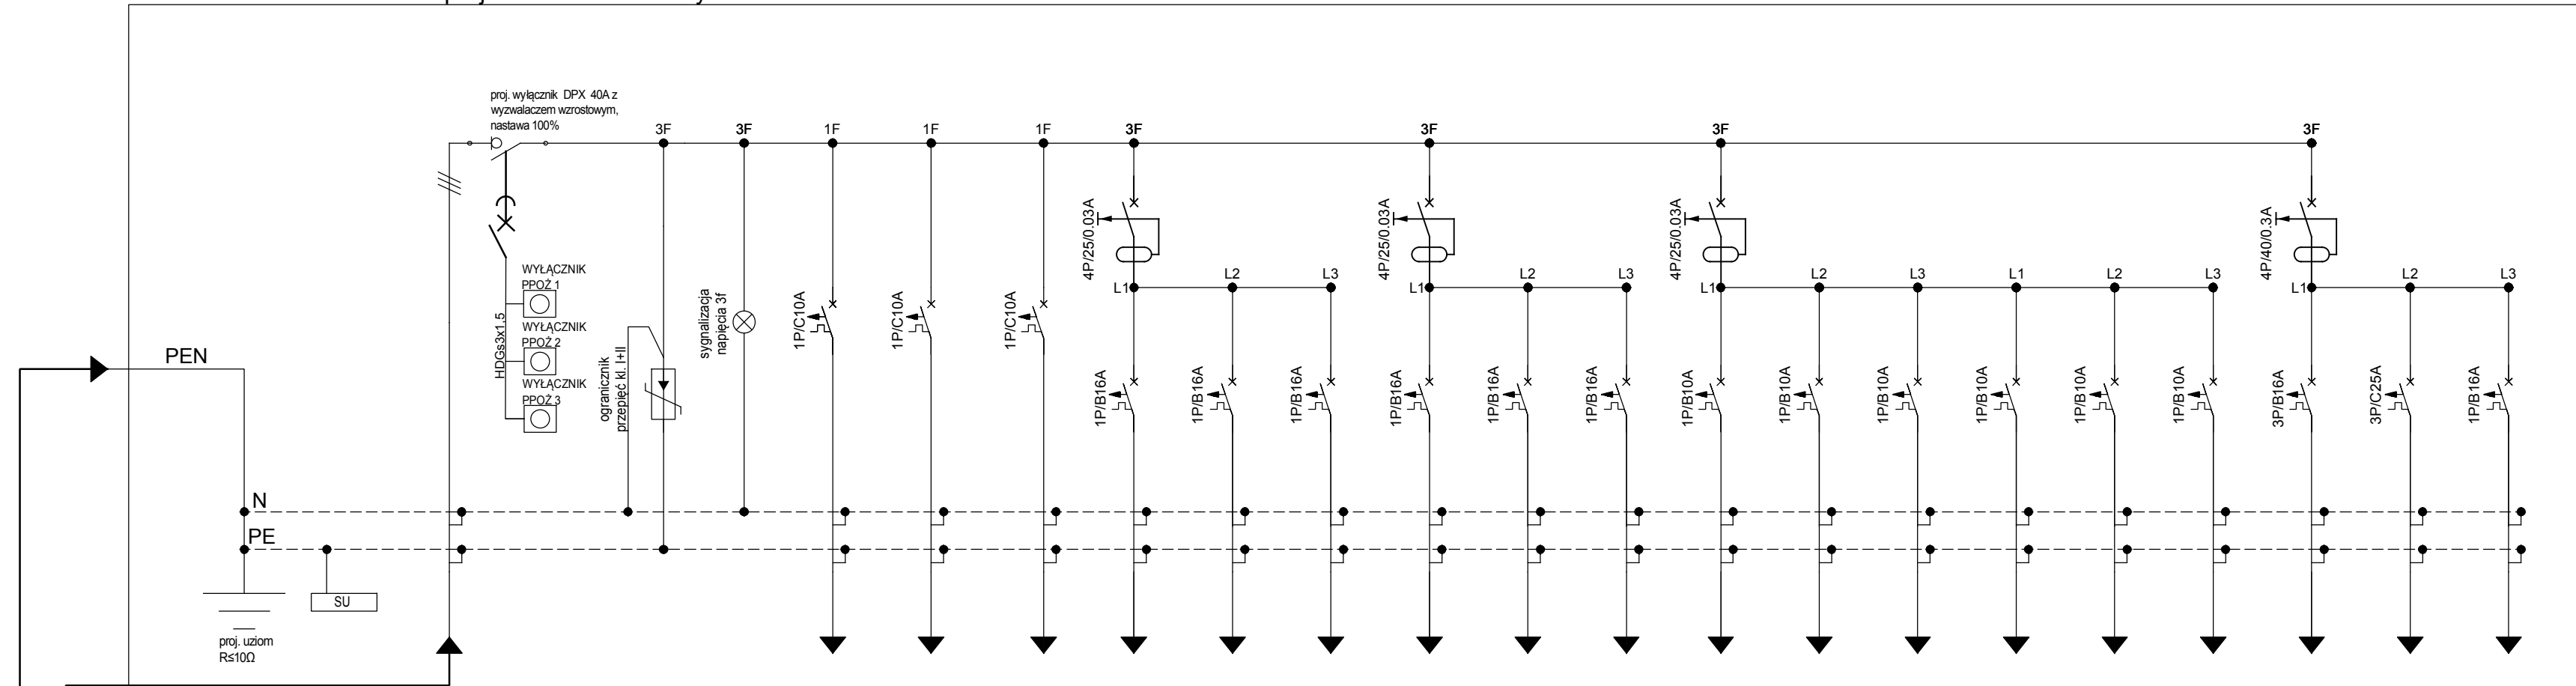 proj. wyłącznik DPX 40A z
wyzwalaczem wzrostowym,
nastawa 100%
3F
3F
1F
1F
1F
3F
3F
3F
3F
4P/25/0.03A
4P/25/0.03A
4P/25/0.03A
4P/40/0.3A
WYŁĄCZNIK
PPOŻ 1
WYŁĄCZNIK
PPOŻ 2
WYŁĄCZNIK
PPOŻ 3
HDGs3x1,5
ogranicznik
przepięć kl. I+II
sygnalizacja
napięcia 3f
1P/C10A
1P/C10A
1P/C10A
L1
L2
L3
L1
L2
L3
L1
L2
L3
L1
L2
L3
L1
L2
L3
PEN
1P/B16A
1P/B16A
1P/B16A
1P/B16A
1P/B16A
1P/B16A
1P/B10A
1P/B10A
1P/B10A
1P/B10A
1P/B10A
1P/B10A
3P/B16A
3P/C25A
1P/B16A
N
PE
SU
proj. uziom
R≤10Ω